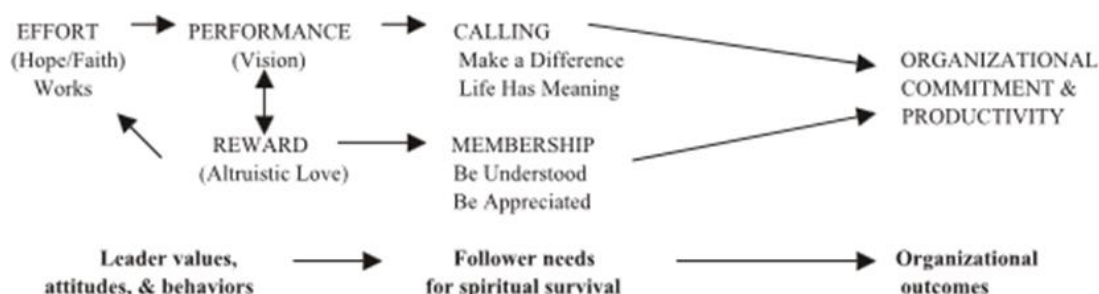 EFFORT
(Hope/Faith)
Works
PERFORMANCE
(Vision)
REWARD
(Altruistic Love)
CALLING
Make a Difference
Life Has Meaning
MEMBERSHIP
Be Understood
Be Appreciated
ORGANIZATIONAL
COMMITMENT &
PRODUCTIVITY
Leader values,
attitudes, & behaviors
Follower needs
for spiritual survival
Organizational
outcomes